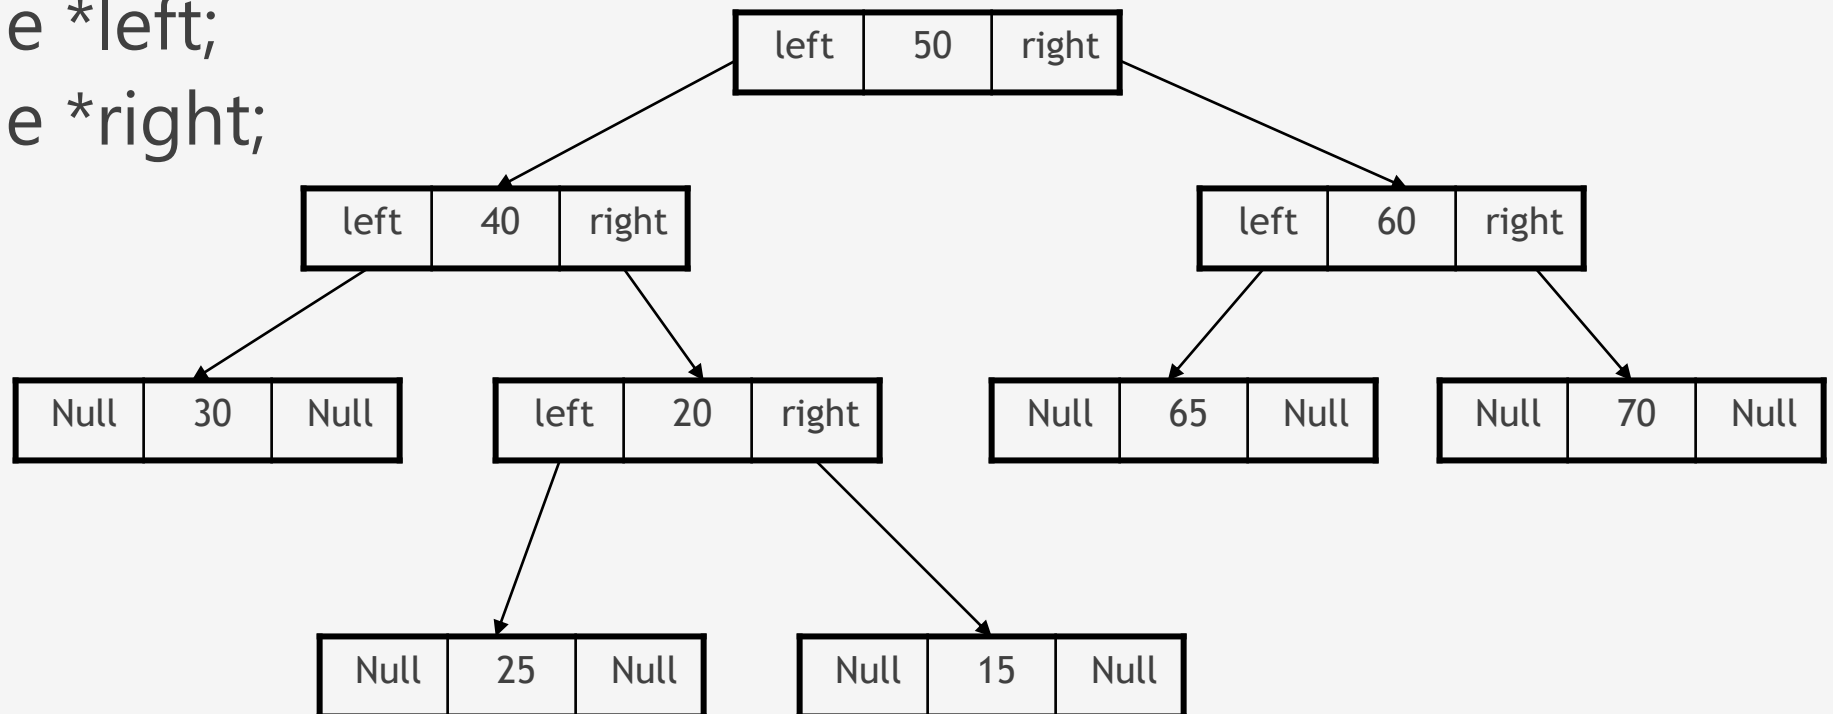 e *left;
e *right;
left 50 right
left 40 right
left 60 right
Null 30 Null
left 20 right
Null 65 Null
Null 70 Null
Null 25 Null
Null 15 Null